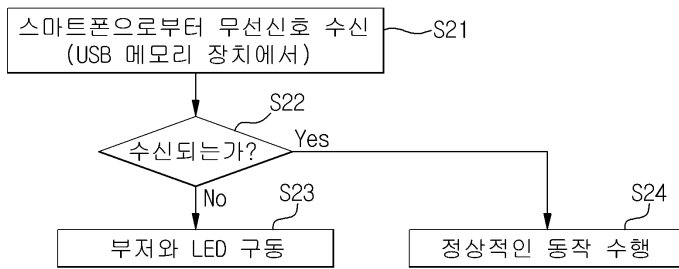 스마트폰으로부터 무선신호 수신
(USB 메모리 장치에서)
S21
S22
수신되는가?
Yes
No
S23
부저와 LED 구동
S24
정상적인 동작 수행